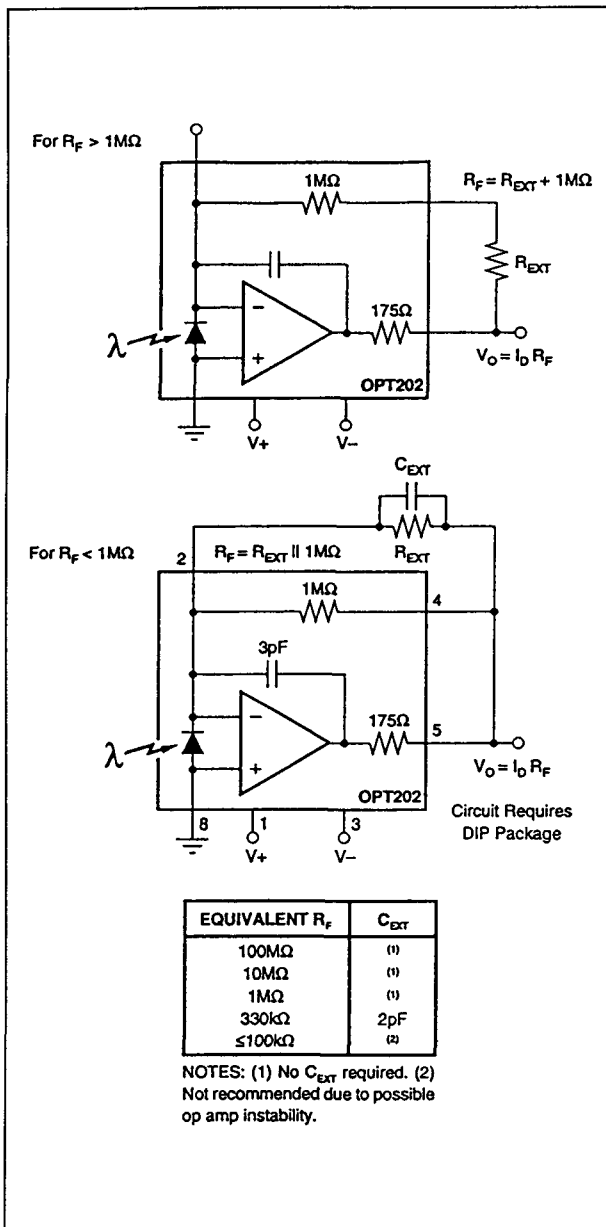 For R_F > 1MΩ
1MΩ
R_F = R_EXT + 1MΩ
R_EXT
−
+
175Ω
λ
V_O = I_D R_F
OPT202
V+
V−
C_EXT
R_EXT
For R_F < 1MΩ
2
R_F = R_EXT || 1MΩ
1MΩ
4
3pF
−
+
175Ω
5
λ
V_O = I_D R_F
OPT202
8
1
3
V+
V−
Circuit Requires
DIP Package
EQUIVALENT R_F
C_EXT
100MΩ (1)
10MΩ (1)
1MΩ (1)
330kΩ 2pF
≤100kΩ (2)
NOTES: (1) No C_EXT required. (2)
Not recommended due to possible
op amp instability.